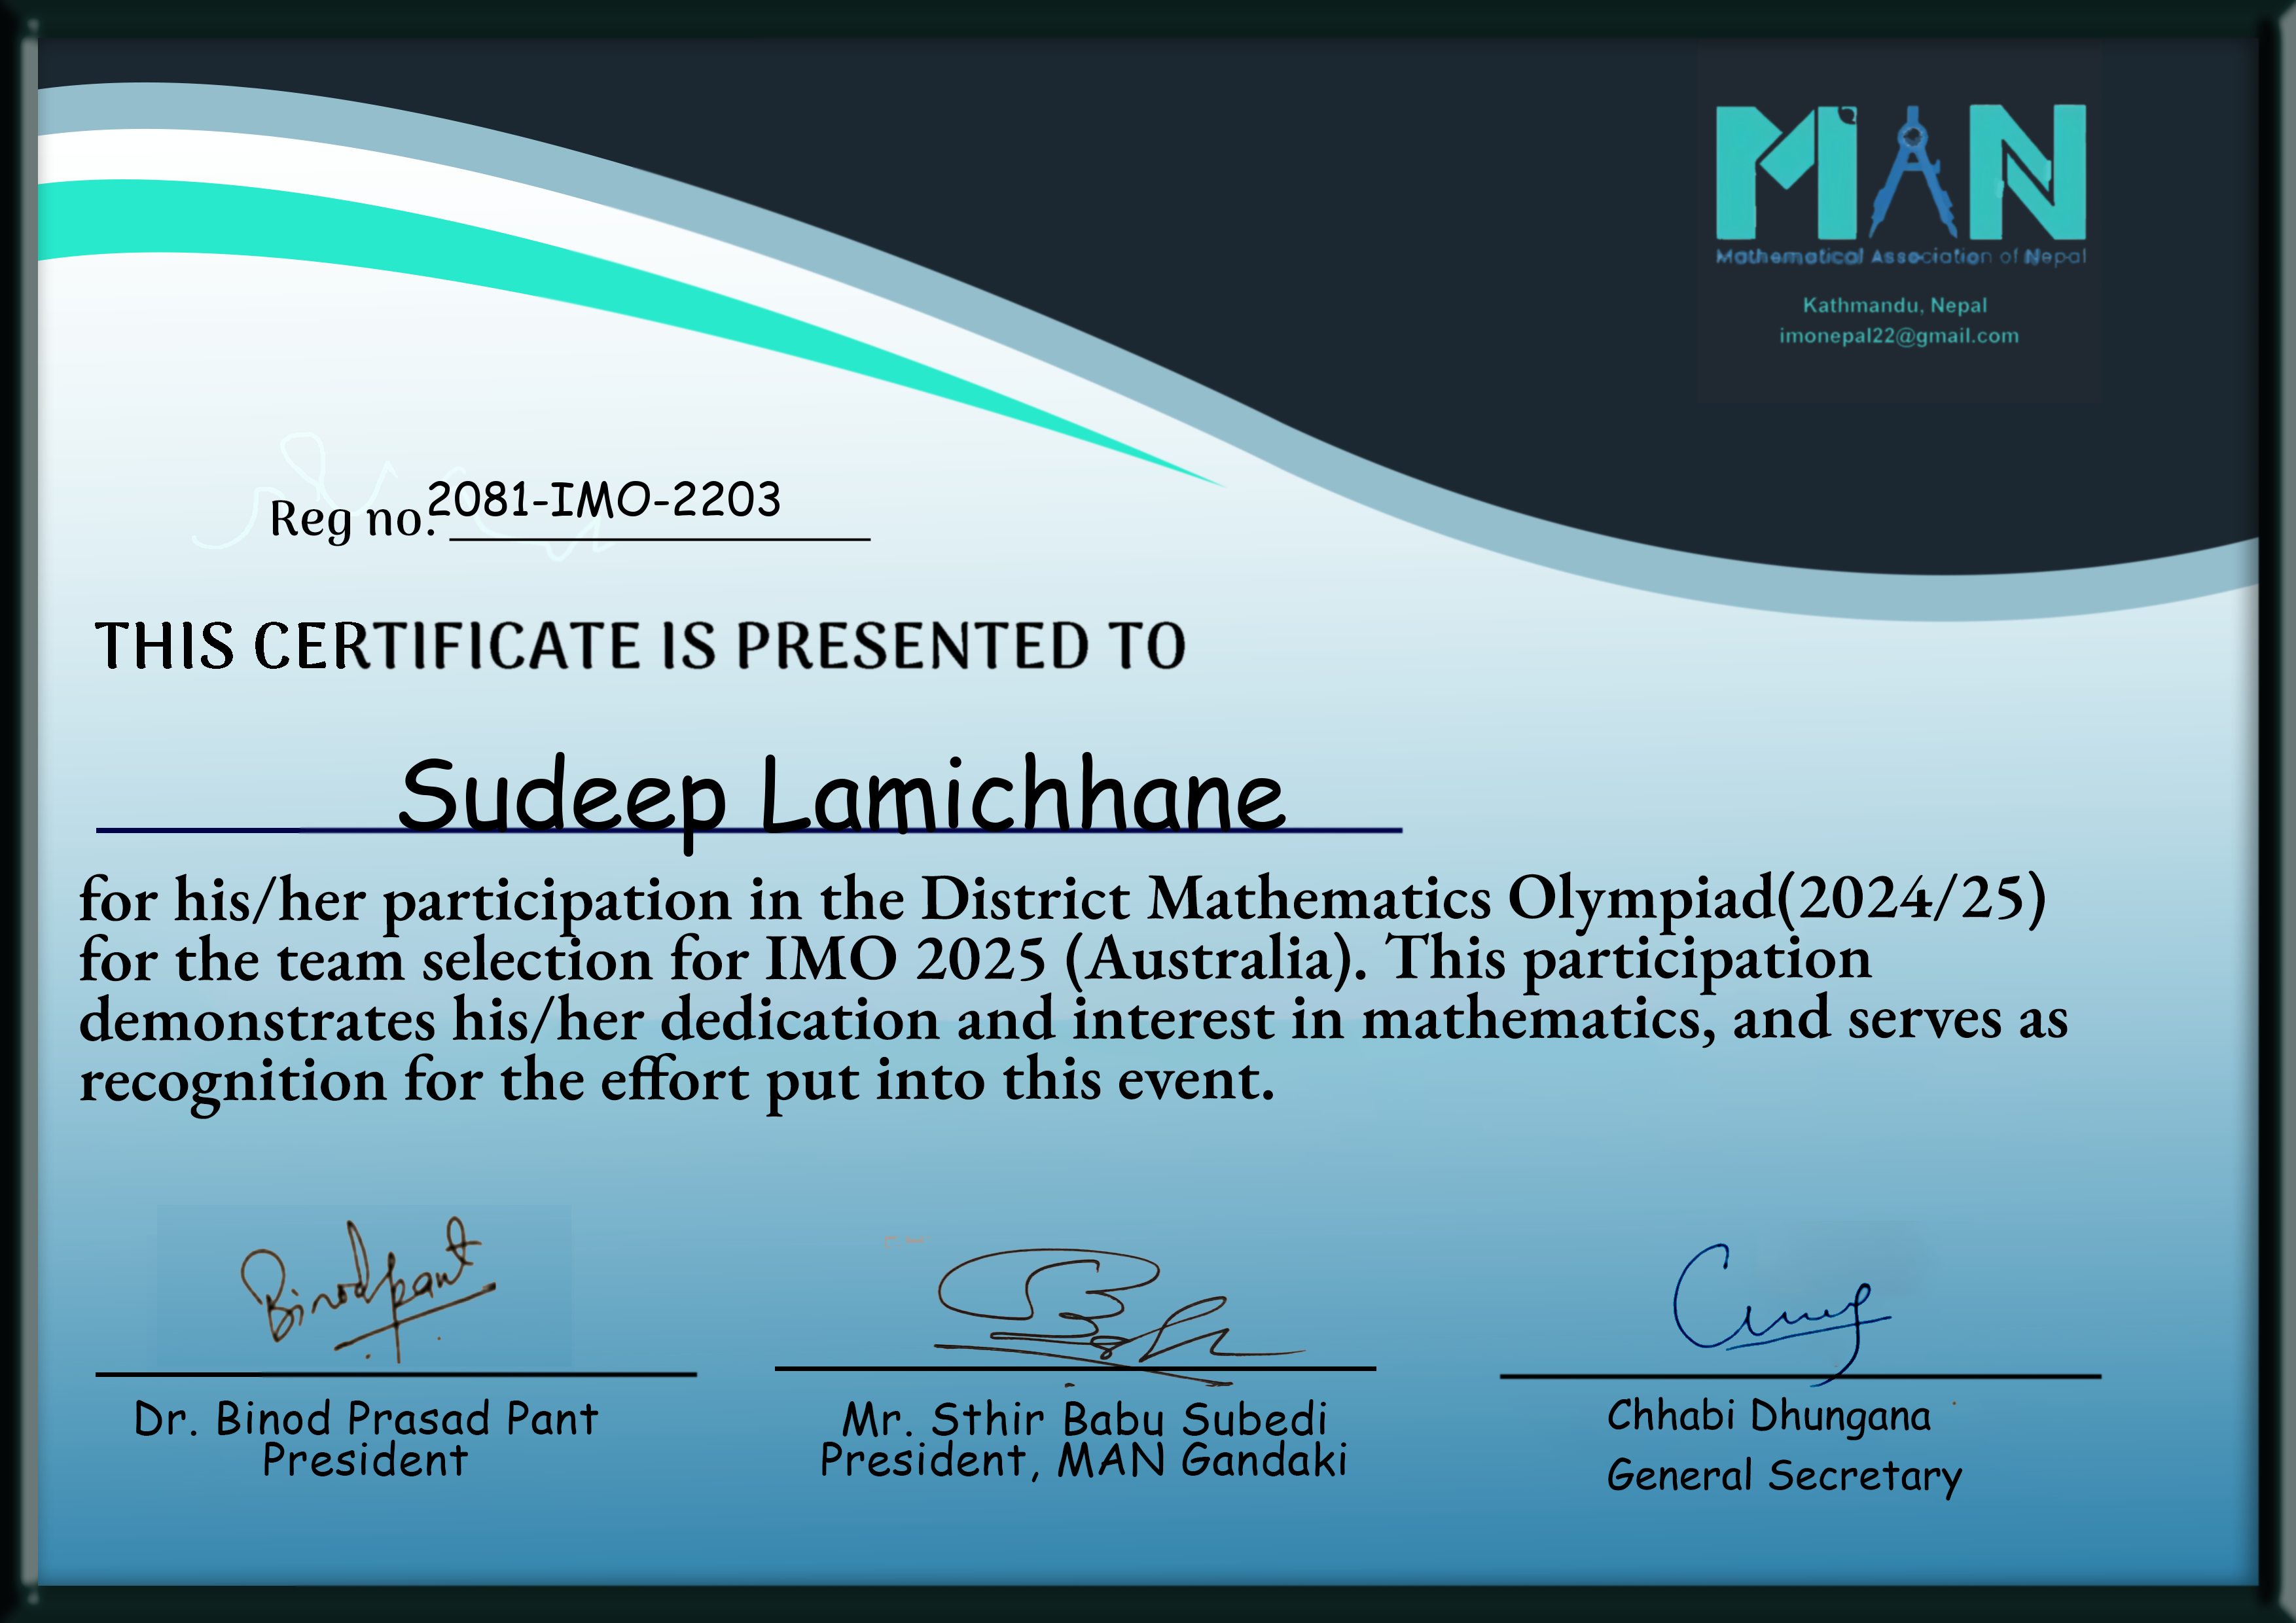 MAN
Mathematical Association of Nepal
Kathmandu, Nepal
imonepal22@gmail.com
Reg no. 2081-IMO-2203
THIS CERTIFICATE IS PRESENTED TO
Sudeep Lamichhane
for his/her participation in the District Mathematics Olympiad(2024/25)
for the team selection for IMO 2025 (Australia). This participation
demonstrates his/her dedication and interest in mathematics, and serves as
recognition for the effort put into this event.
Binod pant
Dr. Binod Prasad Pant
President
Mr. Sthir Babu Subedi
President, MAN Gandaki
Chhabi Dhungana
General Secretary